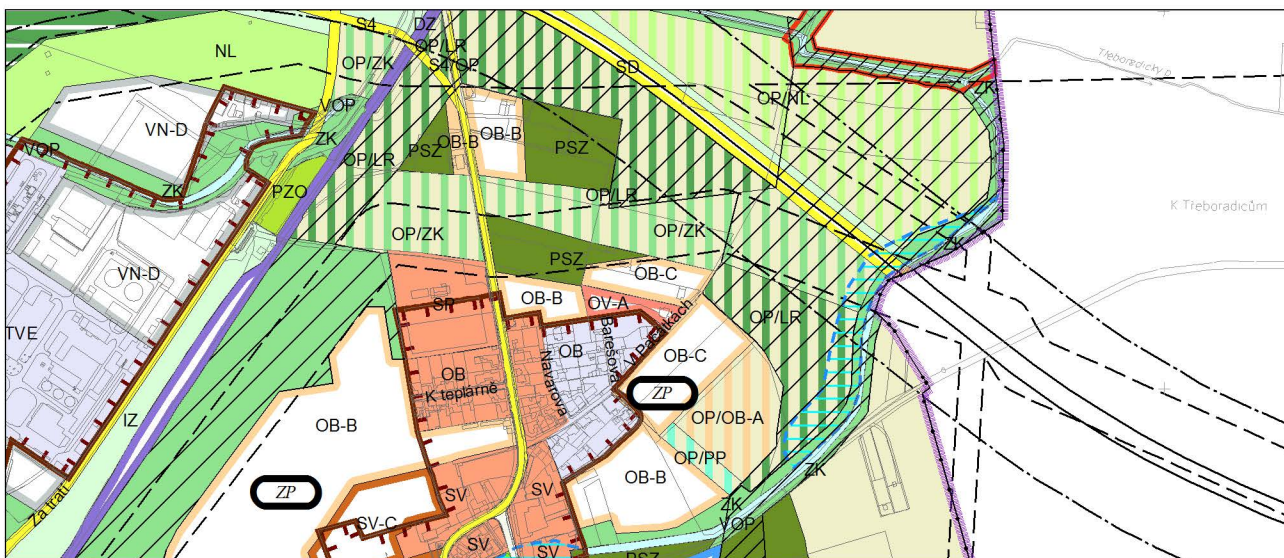 S4
DZ
OP/LR
S4/OP
NL
OP/ZK
SD
Třeboradický p.
OP/NL
ZK
VOP
VN-D
ZK
OB-B
OB-B
VOP
PSZ
PSZ
OP/LR
ZK
PZO
OP/LR
K Třeboradicům
OP/ZK
OP/ZK
ZK
PSZ
VN-D
OB-C
OB-B
OV-A
SR
V Pačátkách
OP/LR
TVE
OB
Barešova
OB-C
OB
Navarova
K teplárně
ZP
IZ
OB-B
OP/OB-A
OP/PP
ZK
OB-B
ZP
SV
SV
Za tratí
SV-C
ZK
VOP
SV
SV
PSZ